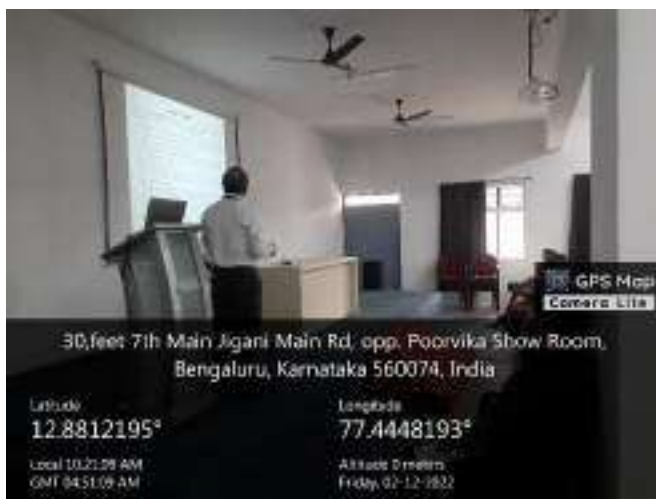 GPS Map
Camera Lite
30,feet 7th Main Jigani Main Rd, opp. Poorvika Show Room,
Bengaluru, Karnataka 560074, India
Latitude
Longitude
12.8812195°
77.4448193°
Local 10:21:09 AM
Altitude 0 meters
GMT 04:51:09 AM
Friday, 02-12-2022